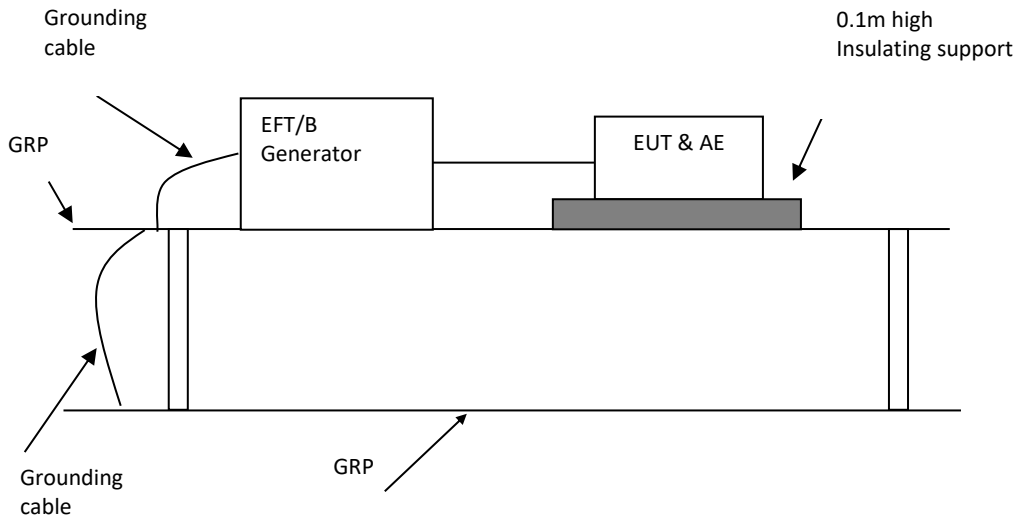 Grounding
cable
0.1m high
Insulating support
GRP
EFT/B
Generator
EUT & AE
Grounding
cable
GRP